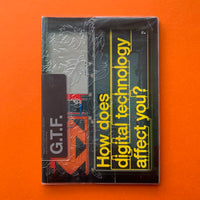 G.T.F.
How does
digital technology
affect you?